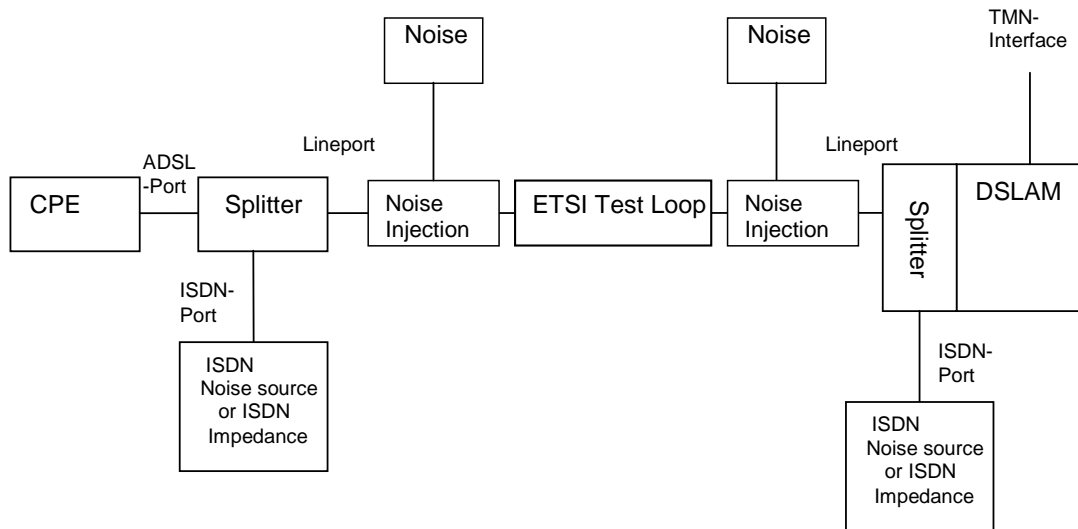 Noise
Noise
TMN-
Interface
Lineport
Lineport
ADSL
-Port
CPE
Splitter
Noise
Injection
ETSI Test Loop
Noise
Injection
Splitter
DSLAM
ISDN-
Port
ISDN
Noise source
or ISDN
Impedance
ISDN-
Port
ISDN
Noise source
or ISDN
Impedance